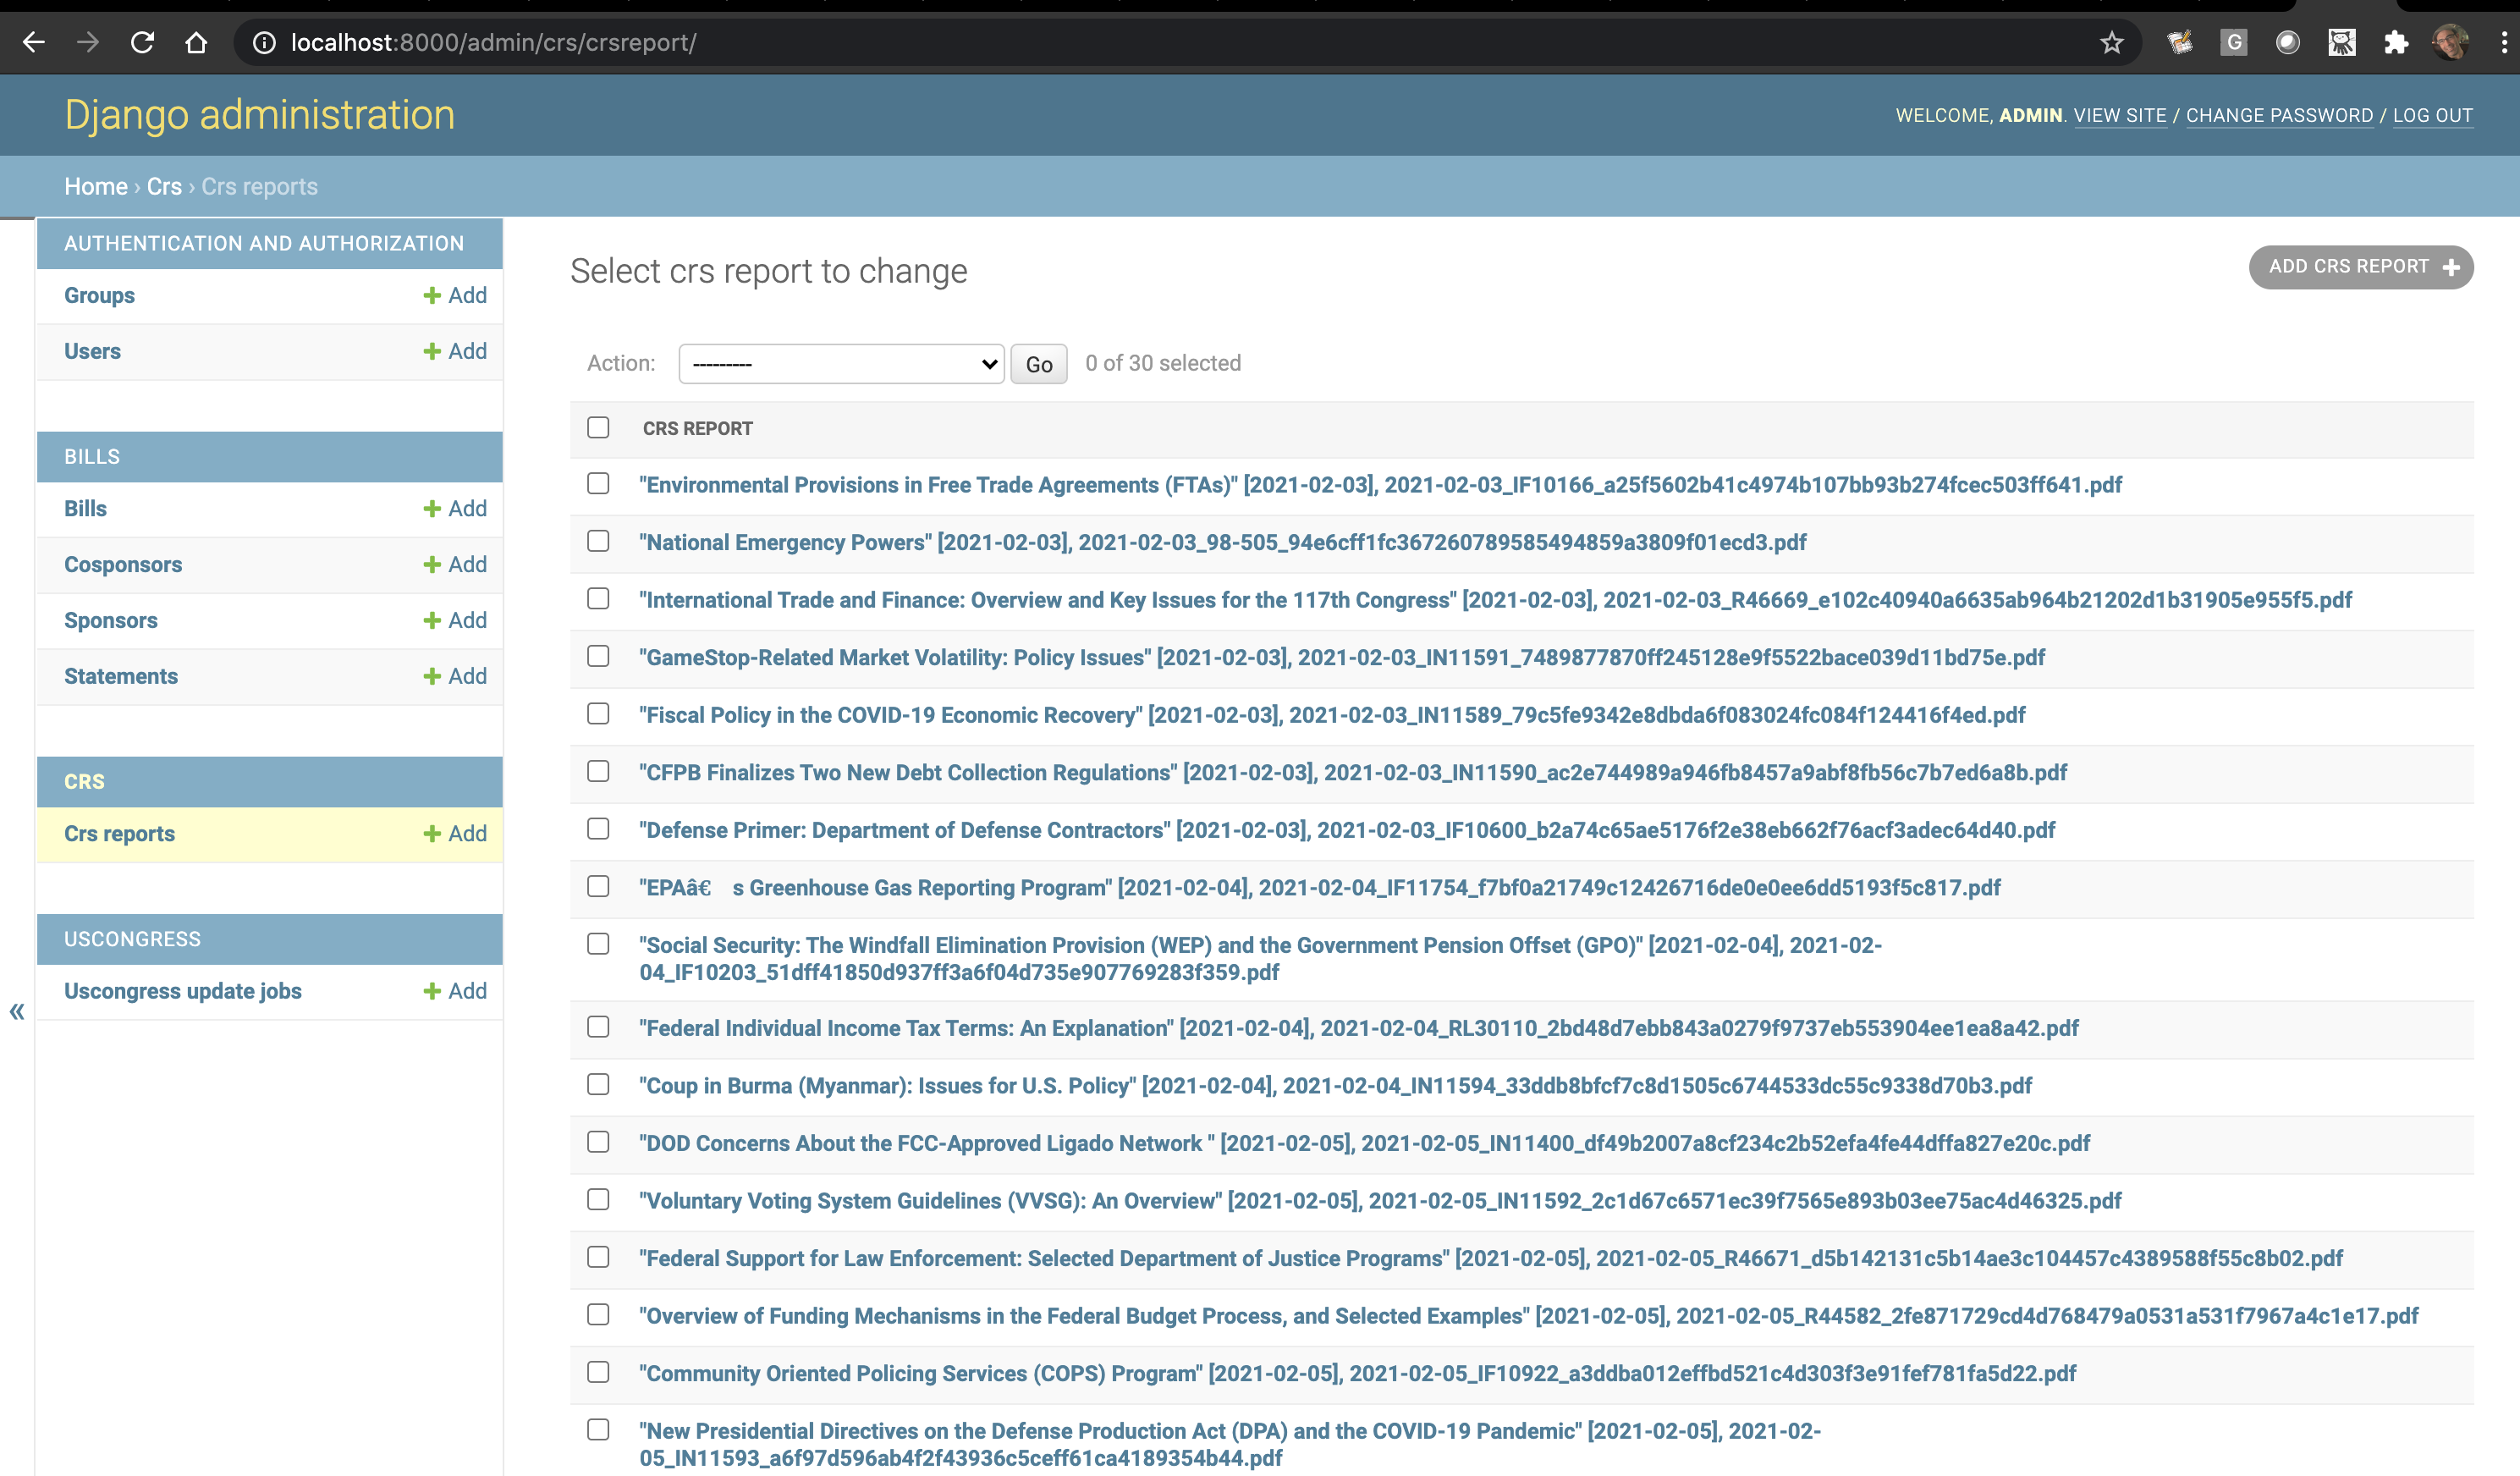 localhost:8000/admin/crs/crsreport/
G
Django administration
WELCOME, ADMIN. VIEW SITE / CHANGE PASSWORD / LOG OUT
Home › Crs › Crs reports
AUTHENTICATION AND AUTHORIZATION
Groups + Add
Users + Add
BILLS
Bills + Add
Cosponsors + Add
Sponsors + Add
Statements + Add
CRS
Crs reports + Add
USCONGRESS
Uscongress update jobs + Add
«
Select crs report to change
ADD CRS REPORT +
Action: --------- Go 0 of 30 selected
CRS REPORT
"Environmental Provisions in Free Trade Agreements (FTAs)" [2021-02-03], 2021-02-03_IF10166_a25f5602b41c4974b107bb93b274fcec503ff641.pdf
"National Emergency Powers" [2021-02-03], 2021-02-03_98-505_94e6cff1fc367260789585494859a3809f01ecd3.pdf
"International Trade and Finance: Overview and Key Issues for the 117th Congress" [2021-02-03], 2021-02-03_R46669_e102c40940a6635ab964b21202d1b31905e955f5.pdf
"GameStop-Related Market Volatility: Policy Issues" [2021-02-03], 2021-02-03_IN11591_7489877870ff245128e9f5522bace039d11bd75e.pdf
"Fiscal Policy in the COVID-19 Economic Recovery" [2021-02-03], 2021-02-03_IN11589_79c5fe9342e8dbda6f083024fc084f124416f4ed.pdf
"CFPB Finalizes Two New Debt Collection Regulations" [2021-02-03], 2021-02-03_IN11590_ac2e744989a946fb8457a9abf8fb56c7b7ed6a8b.pdf
"Defense Primer: Department of Defense Contractors" [2021-02-03], 2021-02-03_IF10600_b2a74c65ae5176f2e38eb662f76acf3adec64d40.pdf
"EPAâ€ s Greenhouse Gas Reporting Program" [2021-02-04], 2021-02-04_IF11754_f7bf0a21749c12426716de0e0ee6dd5193f5c817.pdf
"Social Security: The Windfall Elimination Provision (WEP) and the Government Pension Offset (GPO)" [2021-02-04], 2021-02-
04_IF10203_51dff41850d937ff3a6f04d735e907769283f359.pdf
"Federal Individual Income Tax Terms: An Explanation" [2021-02-04], 2021-02-04_RL30110_2bd48d7ebb843a0279f9737eb553904ee1ea8a42.pdf
"Coup in Burma (Myanmar): Issues for U.S. Policy" [2021-02-04], 2021-02-04_IN11594_33ddb8bfcf7c8d1505c6744533dc55c9338d70b3.pdf
"DOD Concerns About the FCC-Approved Ligado Network " [2021-02-05], 2021-02-05_IN11400_df49b2007a8cf234c2b52efa4fe44dffa827e20c.pdf
"Voluntary Voting System Guidelines (VVSG): An Overview" [2021-02-05], 2021-02-05_IN11592_2c1d67c6571ec39f7565e893b03ee75ac4d46325.pdf
"Federal Support for Law Enforcement: Selected Department of Justice Programs" [2021-02-05], 2021-02-05_R46671_d5b142131c5b14ae3c104457c4389588f55c8b02.pdf
"Overview of Funding Mechanisms in the Federal Budget Process, and Selected Examples" [2021-02-05], 2021-02-05_R44582_2fe871729cd4d768479a0531a531f7967a4c1e17.pdf
"Community Oriented Policing Services (COPS) Program" [2021-02-05], 2021-02-05_IF10922_a3ddba012effbd521c4d303f3e91fef781fa5d22.pdf
"New Presidential Directives on the Defense Production Act (DPA) and the COVID-19 Pandemic" [2021-02-05], 2021-02-
05_IN11593_a6f97d596ab4f2f43936c5ceff61ca4189354b44.pdf